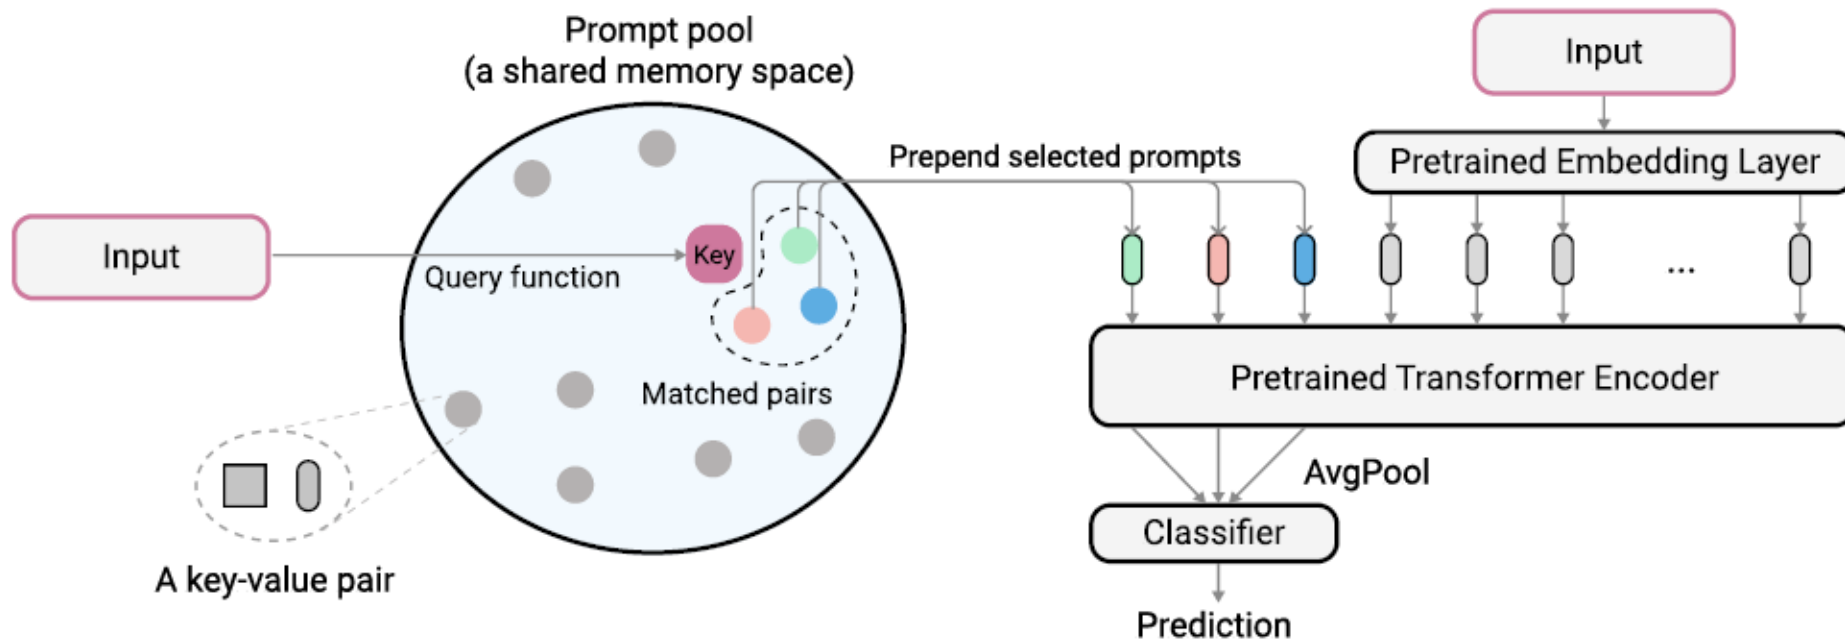 Prompt pool
(a shared memory space)
Input
Query function
Key
Matched pairs
A key-value pair
Prepend selected prompts
Input
Pretrained Embedding Layer
...
Pretrained Transformer Encoder
AvgPool
Classifier
Prediction